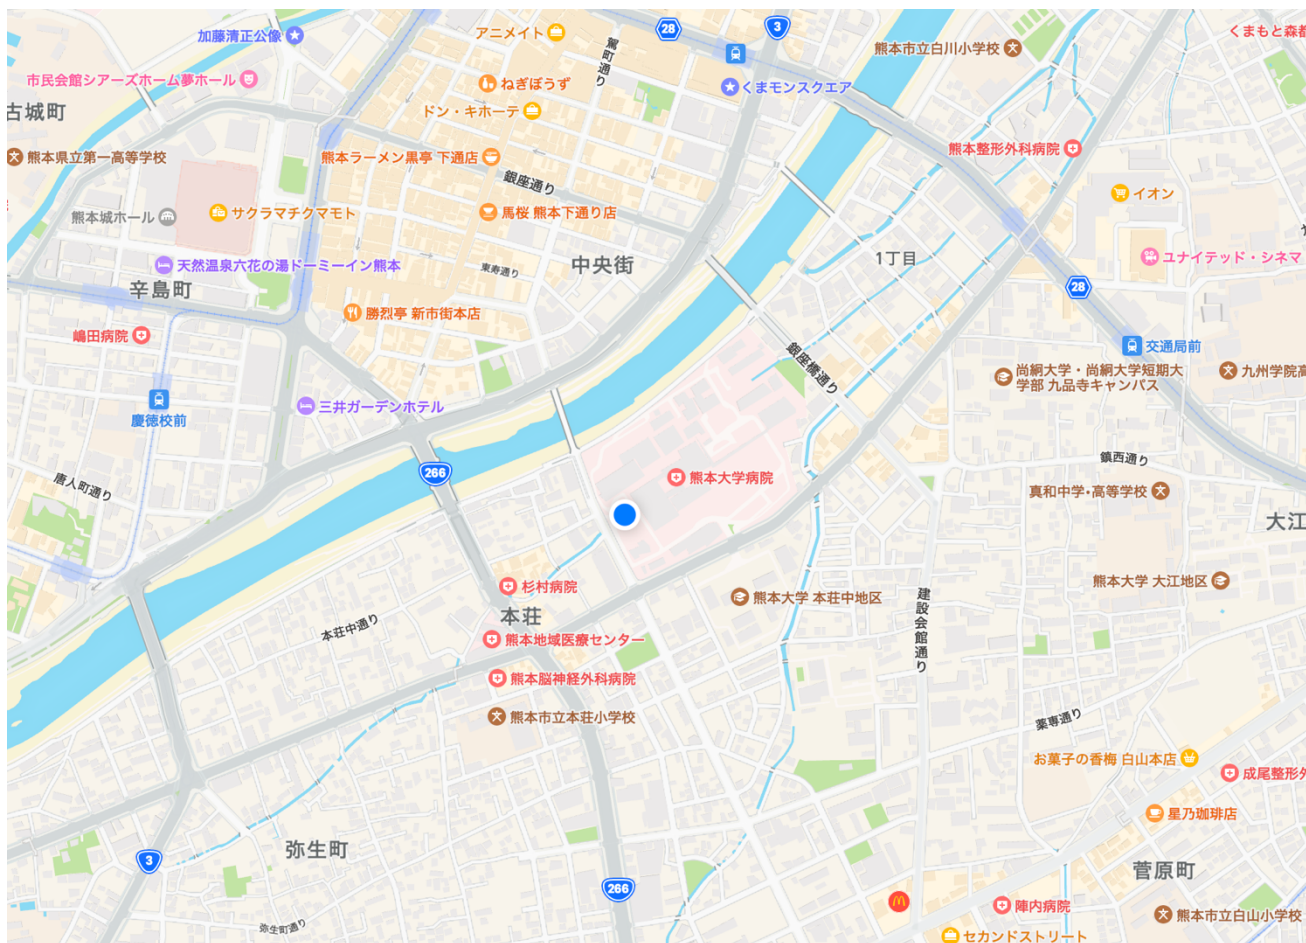 加藤清正公像
アニメイト
28
3
熊本市立白川小学校
くまもと森都
市民会館シアーズホーム夢ホール
ねぎぼうず
駕町通り
くまモンスクエア
古城町
ドン・キホーテ
熊本県立第一高等学校
熊本ラーメン黒亭 下通店
熊本整形外科病院
銀座通り
イオン
熊本城ホール
サクラマチクマモト
馬桜 熊本下通り店
中央街
1丁目
ユナイテッド・シネマ
天然温泉六花の湯ドーミーイン熊本
東寿通り
辛島町
28
勝烈亭 新市街本店
嶋田病院
交通局前
銀座橋通り
尚絅大学・尚絅大学短期大
学部 九品寺キャンパス
九州学院高
慶徳校前
三井ガーデンホテル
鎮西通り
266
熊本大学病院
唐人町通り
真和中学・高等学校
大江
杉村病院
熊本大学 大江地区
熊本大学 本荘中地区
本荘
本荘中通り
建設会館通り
熊本地域医療センター
熊本脳神経外科病院
熊本市立本荘小学校
薬専通り
お菓子の香梅 白山本店
成尾整形外
星乃珈琲店
弥生町
3
266
菅原町
陣内病院
熊本市立白山小学校
弥生町通り
セカンドストリート